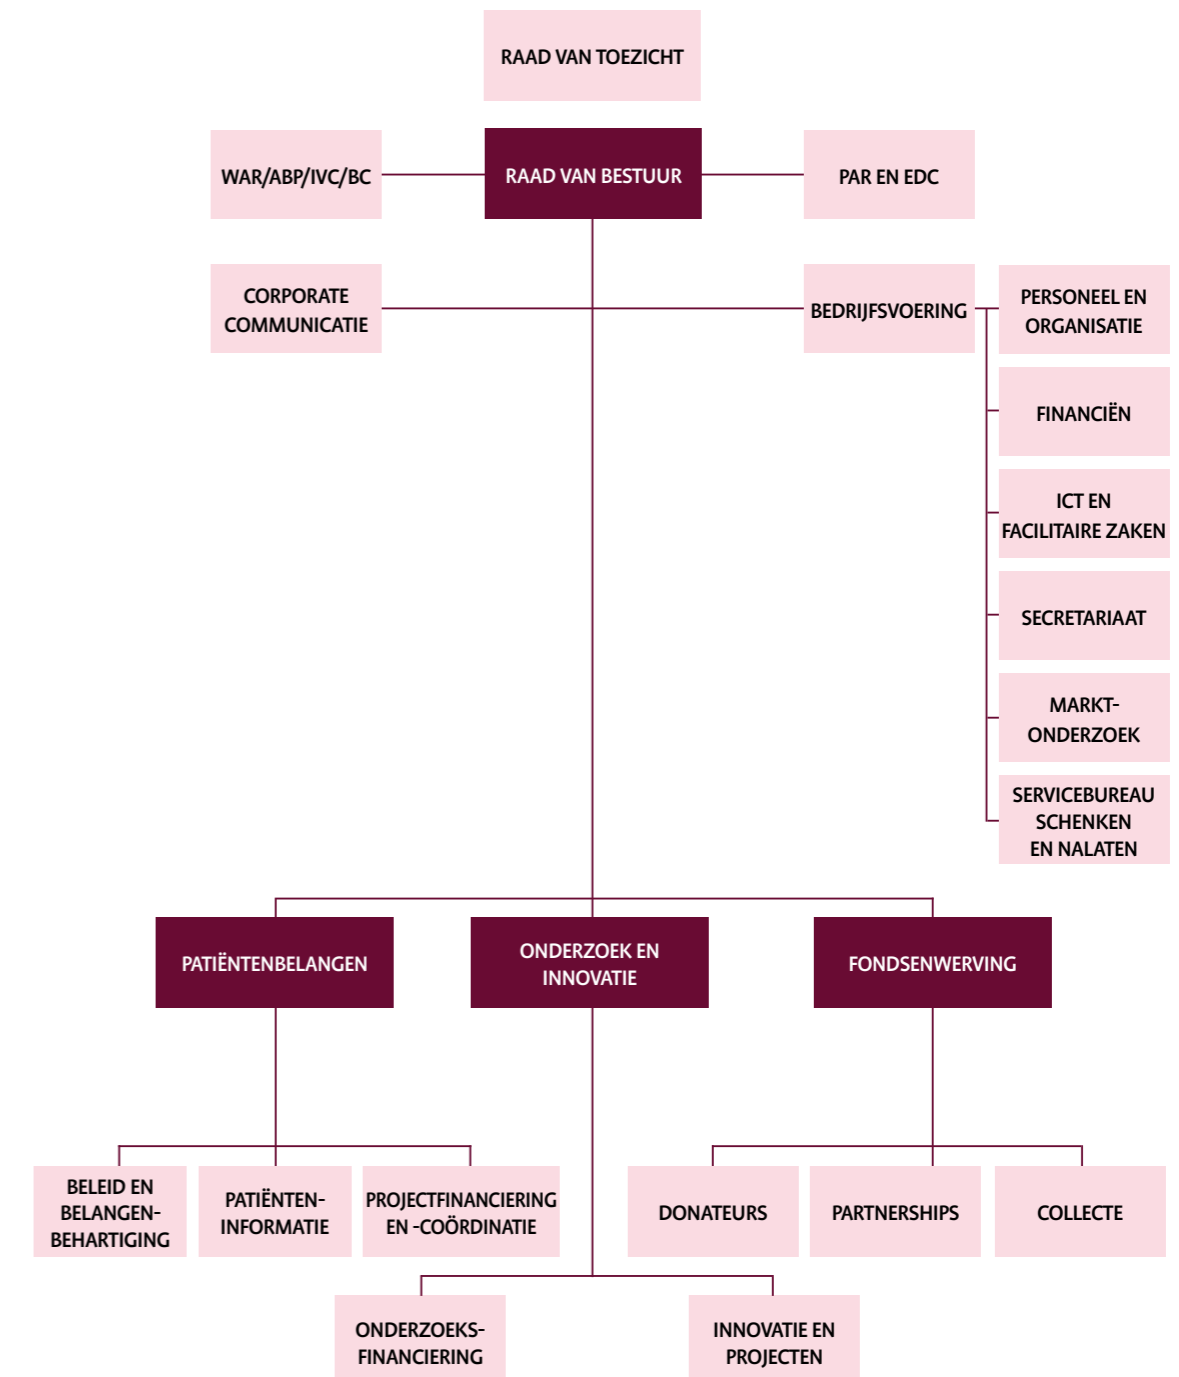 RAAD VAN TOEZICHT
WAR/ABP/IVC/BC
RAAD VAN BESTUUR
PAR EN EDC
CORPORATE
COMMUNICATIE
BEDRIJFSVOERING
PERSONEEL EN
ORGANISATIE
FINANCIËN
ICT EN
FACILITAIRE ZAKEN
SECRETARIAAT
MARKT-
ONDERZOEK
SERVICEBUREAU
SCHENKEN
EN NALATEN
PATIËNTENBELANGEN
ONDERZOEK EN
INNOVATIE
FONDSENWERVING
BELEID EN
BELANGEN-
BEHARTIGING
PATIËNTEN-
INFORMATIE
PROJECTFINANCIERING
EN -COÖRDINATIE
DONATEURS
PARTNERSHIPS
COLLECTE
ONDERZOEKS-
FINANCIERING
INNOVATIE EN
PROJECTEN